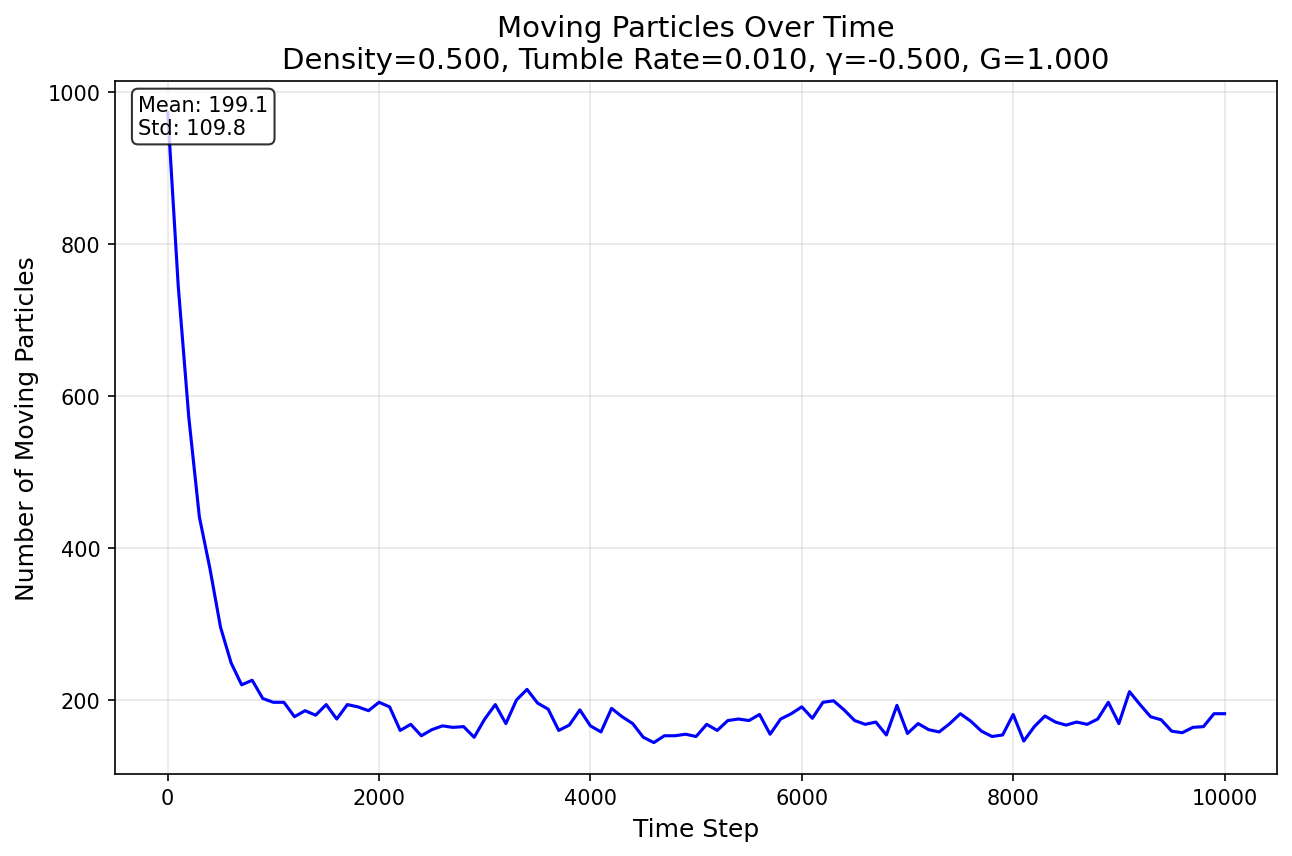 Moving Particles Over Time
Density=0.500, Tumble Rate=0.010, γ=-0.500, G=1.000
Mean: 199.1
Std: 109.8
Number of Moving Particles
1000
800
600
400
200
0 2000 4000 6000 8000 10000
Time Step